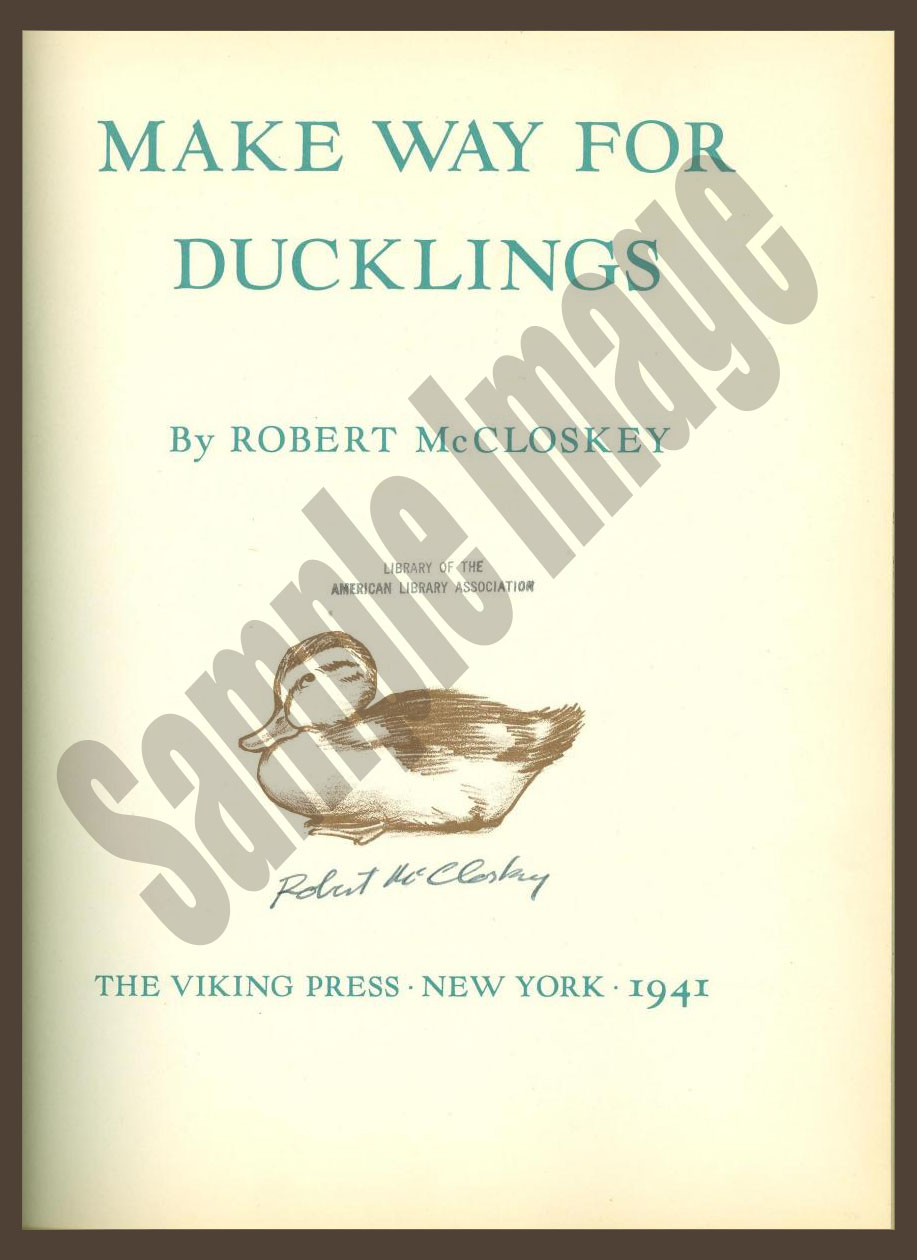 MAKE WAY FOR
DUCKLINGS
By ROBERT McCLOSKEY
LIBRARY OF THE
AMERICAN LIBRARY ASSOCIATION
Robert McCloskey
THE VIKING PRESS · NEW YORK · 1941
Sample Image